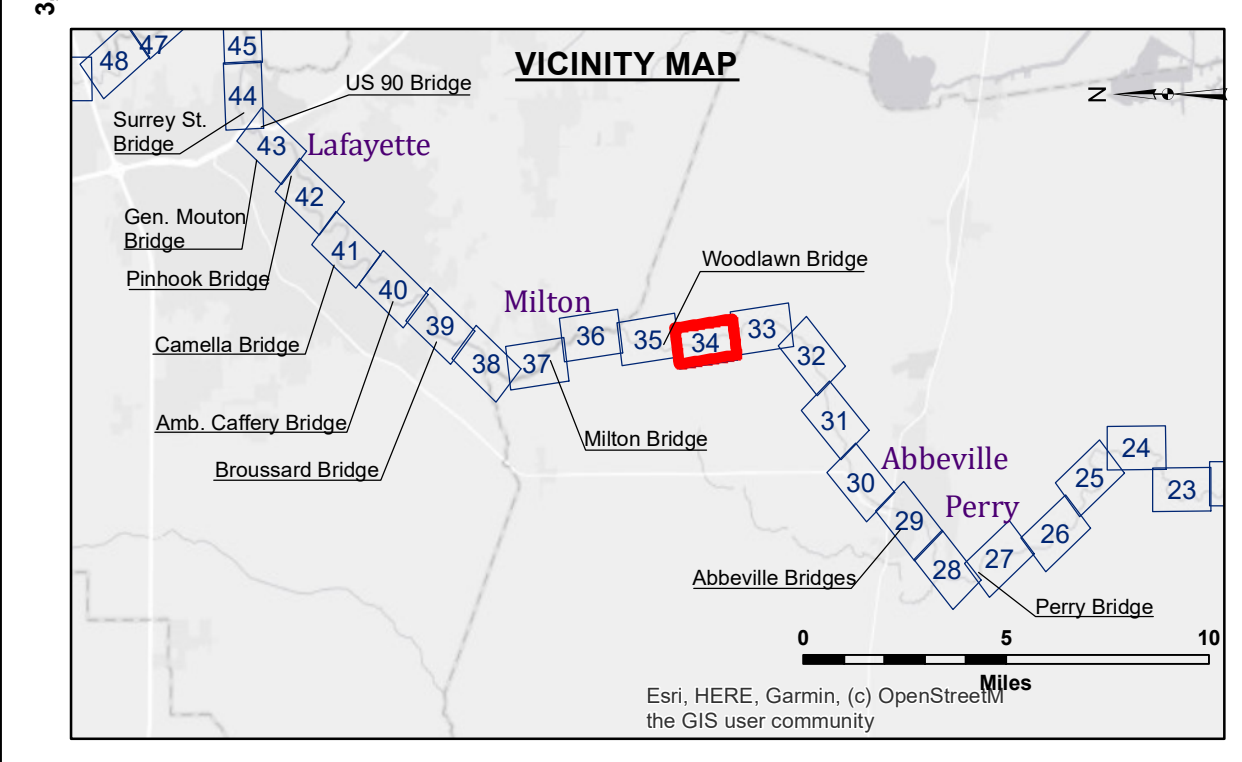 3
VICINITY MAP
N
47
48
45
44
US 90 Bridge
Surrey St.
Bridge
43
Lafayette
42
Gen. Mouton
Bridge
41
Pinhook Bridge
40
Woodlawn Bridge
Milton
39
36
35
34
33
Camella Bridge
38
37
32
Amb. Caffery Bridge
31
Milton Bridge
Broussard Bridge
Abbeville
24
30
25
23
Perry
29
26
28
27
Abbeville Bridges
Perry Bridge
0
5
10
Miles
Esri, HERE, Garmin, (c) OpenStreetM
the GIS user community